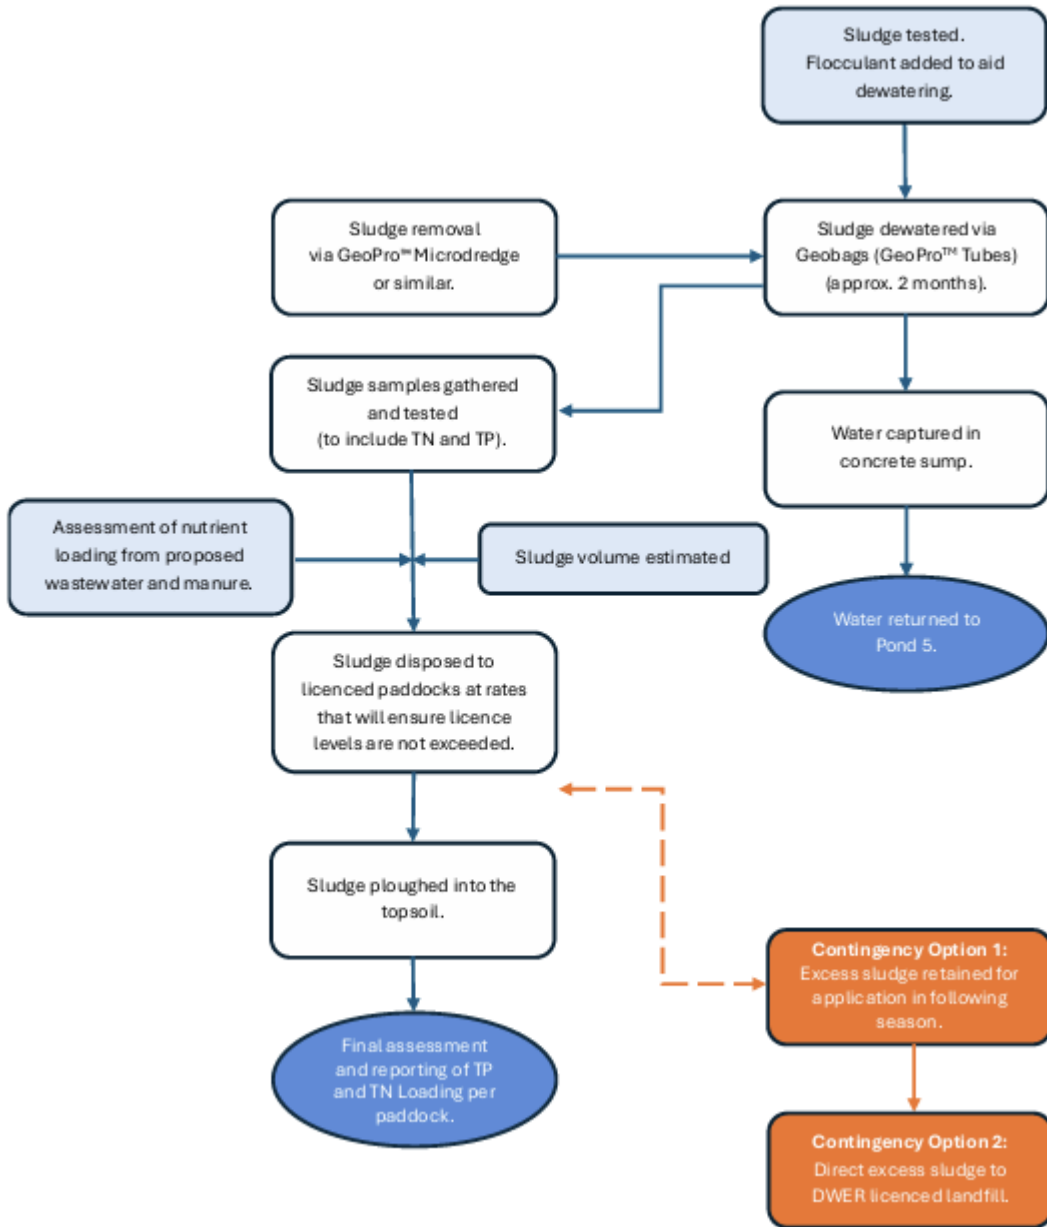 Sludge tested.
Flocculant added to aid
dewatering.
Sludge removal
via GeoPro℠ Microdredge
or similar.
Sludge dewatered via
Geobags (GeoPro™ Tubes)
(approx. 2 months).
Sludge samples gathered
and tested
(to include TN and TP).
Water captured in
concrete sump.
Assessment of nutrient
loading from proposed
wastewater and manure.
Sludge volume estimated
Water returned to
Pond 5.
Sludge disposed to
licenced paddocks at rates
that will ensure licence
levels are not exceeded.
Sludge ploughed into the
topsoil.
Contingency Option 1:
Excess sludge retained for
application in following
season.
Final assessment
and reporting of TP
and TN Loading per
paddock.
Contingency Option 2:
Direct excess sludge to
DWER licenced landfill.